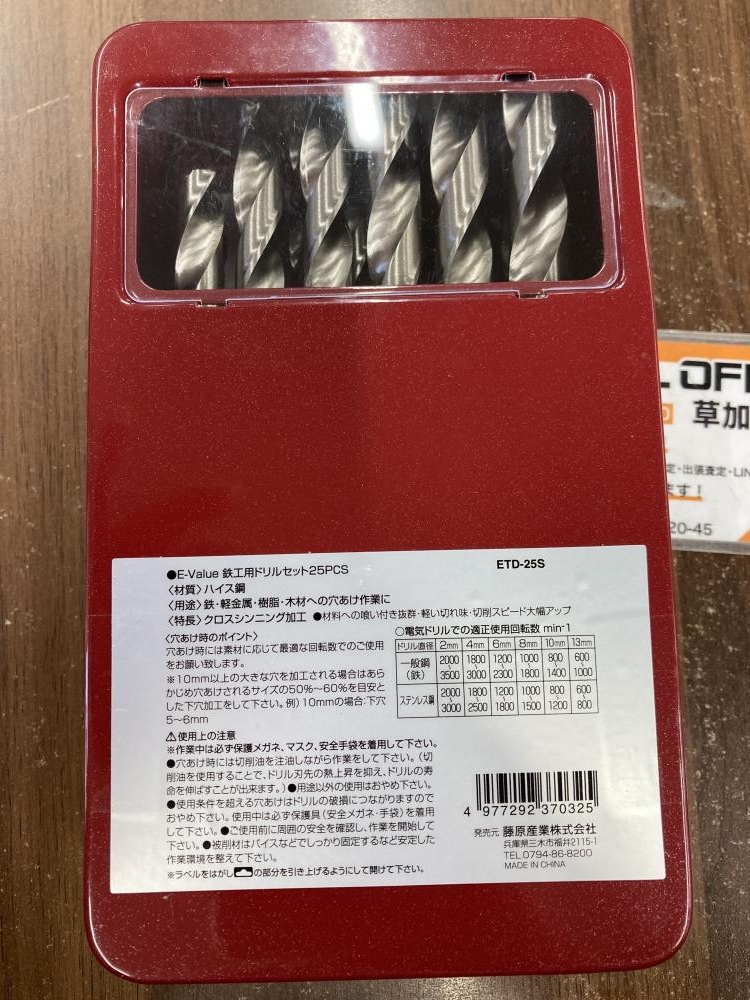 ●E-Value 鉄工用ドリルセット25PCS
ETD-25S
〈材質〉ハイス鋼
〈用途〉鉄・軽金属・樹脂・木材への穴あけ作業に
〈特長〉クロスシンニング加工 ●材料への喰い付き抜群・軽い切れ味・切削スピード大幅アップ
〈穴あけ時のポイント〉
穴あけ時には素材に応じて最適な回転数でのご使用
をお願い致します。
※10mm以上の大きな穴を加工される場合はあら
かじめ穴あけされるサイズの50%〜60%を目安と
した下穴加工をして下さい。例) 10mmの場合:下穴
5〜6mm
○電気ドリルでの適正使用回転数 min-1
ドリル直径 2mm 4mm 6mm 8mm 10mm 13mm
一般鋼(鉄) 2000〜3500 1800〜3000 1200〜2300 1000〜1800 800〜1400 600〜1000
ステンレス鋼 2000〜3000 1800〜2500 1200〜1800 1000〜1500 800〜1200 600〜800
⚠使用上の注意
※作業中は必ず保護メガネ、マスク、安全手袋を着用して下さい。
●穴あけ時には切削油を注油しながら作業をして下さい。(切
削油を使用することで、ドリル刃先の熱上昇を抑え、ドリルの寿
命を伸ばすことが出来ます。) ●用途以外の使用はおやめ下さい。
●使用条件を超える穴あけはドリルの破損につながりますので
おやめ下さい。使用中は必ず保護具(安全メガネ・手袋)を着用
して下さい。●ご使用前に周囲の安全を確認し、作業を開始し
て下さい。●被削材はバイスなどでしっかり固定するなど安定した
作業環境を整えて下さい。
※ラベルをはがし の部分を引き上げるようにして開けて下さい。
4 977292 370325
発売元 藤原産業株式会社
兵庫県三木市福井2115-1
TEL.0794-86-8200
MADE IN CHINA
L OFF
草加
定・出張査定・LIN
ます!
20-45